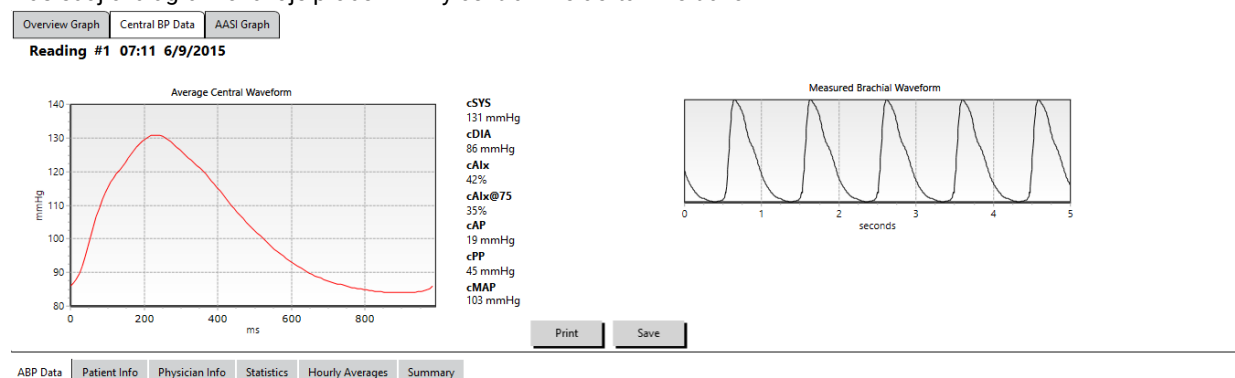 Overview Graph Central BP Data AASI Graph
Reading #1 07:11 6/9/2015
Average Central Waveform
140
130
120
110
100
90
80
mmHg
0 200 400 600 800
ms
cSYS
131 mmHg
cDIA
86 mmHg
cAIx
42%
cAIx@75
35%
cAP
19 mmHg
cPP
45 mmHg
cMAP
103 mmHg
Measured Brachial Waveform
0 1 2 3 4 5
seconds
Print Save
ABP Data Patient Info Physician Info Statistics Hourly Averages Summary